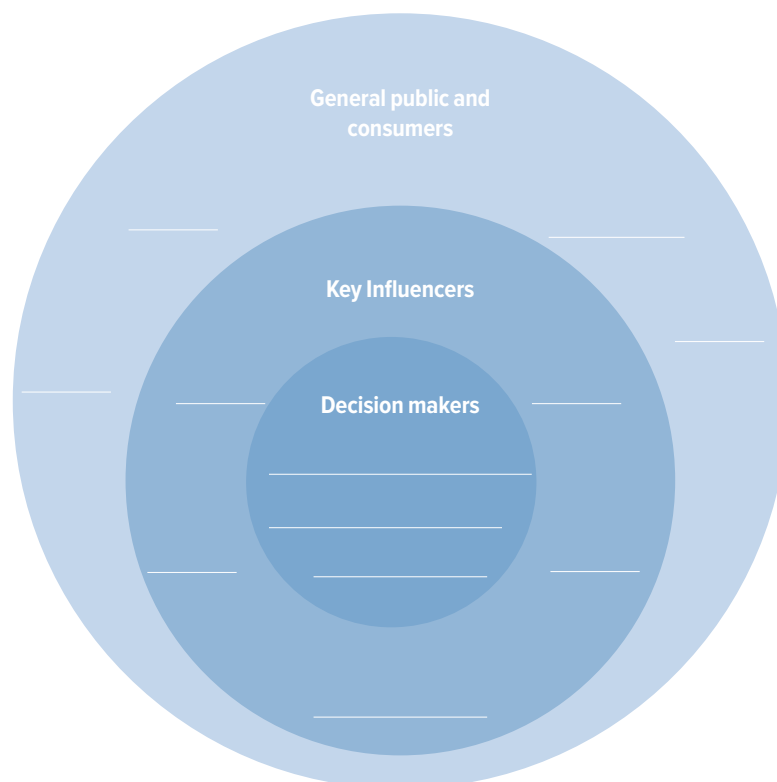 General public and
consumers
Key Influencers
Decision makers